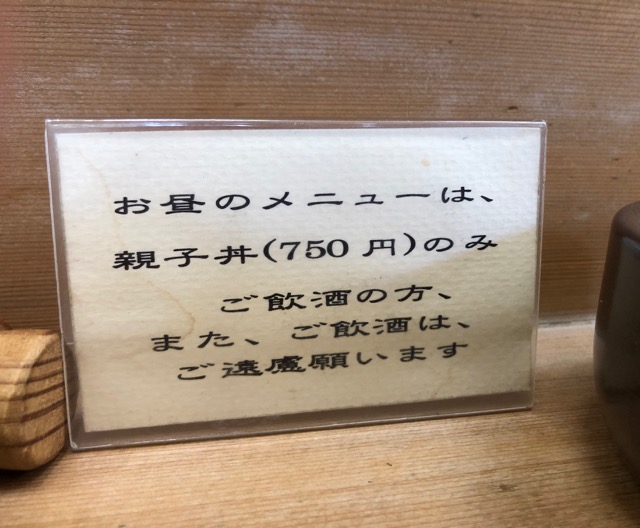 お昼のメニューは、
親子丼(750円)のみ
ご飲酒の方、
また、ご飲酒は、
ご遠慮願います